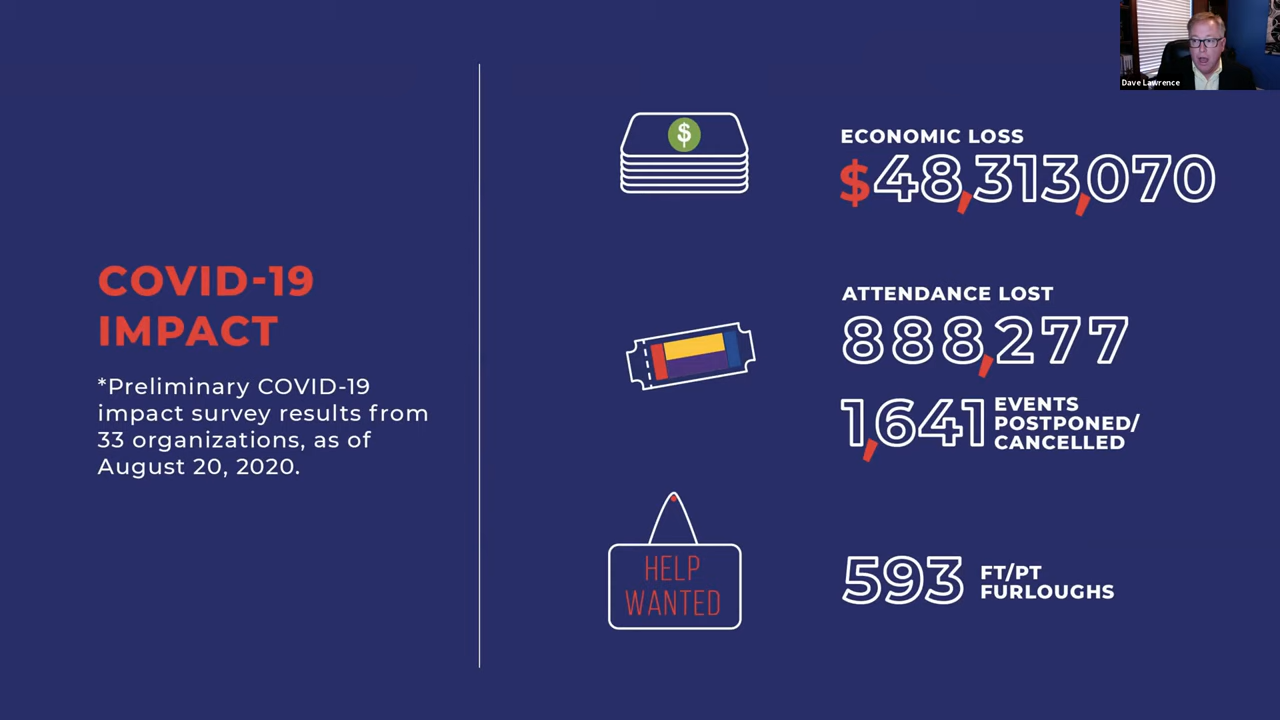 Dave Lawrence
COVID-19
IMPACT
*Preliminary COVID-19
impact survey results from
33 organizations, as of
August 20, 2020.
$
ECONOMIC LOSS
$48,313,070
ATTENDANCE LOST
888,277
1,641 EVENTS
POSTPONED/
CANCELLED
HELP
WANTED
593 FT/PT
FURLOUGHS